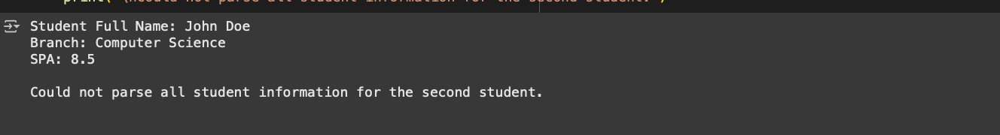 print("\nCould not parse all student information for the second student.")
Student Full Name: John Doe
Branch: Computer Science
SPA: 8.5
Could not parse all student information for the second student.